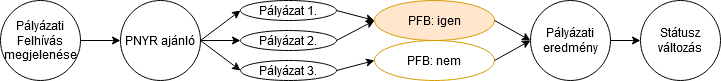 Pályázati
Felhívás
megjelenése
PNYR ajánló
Pályázat 1.
Pályázat 2.
Pályázat 3.
PFB: igen
PFB: nem
Pályázati
eredmény
Státusz
változás